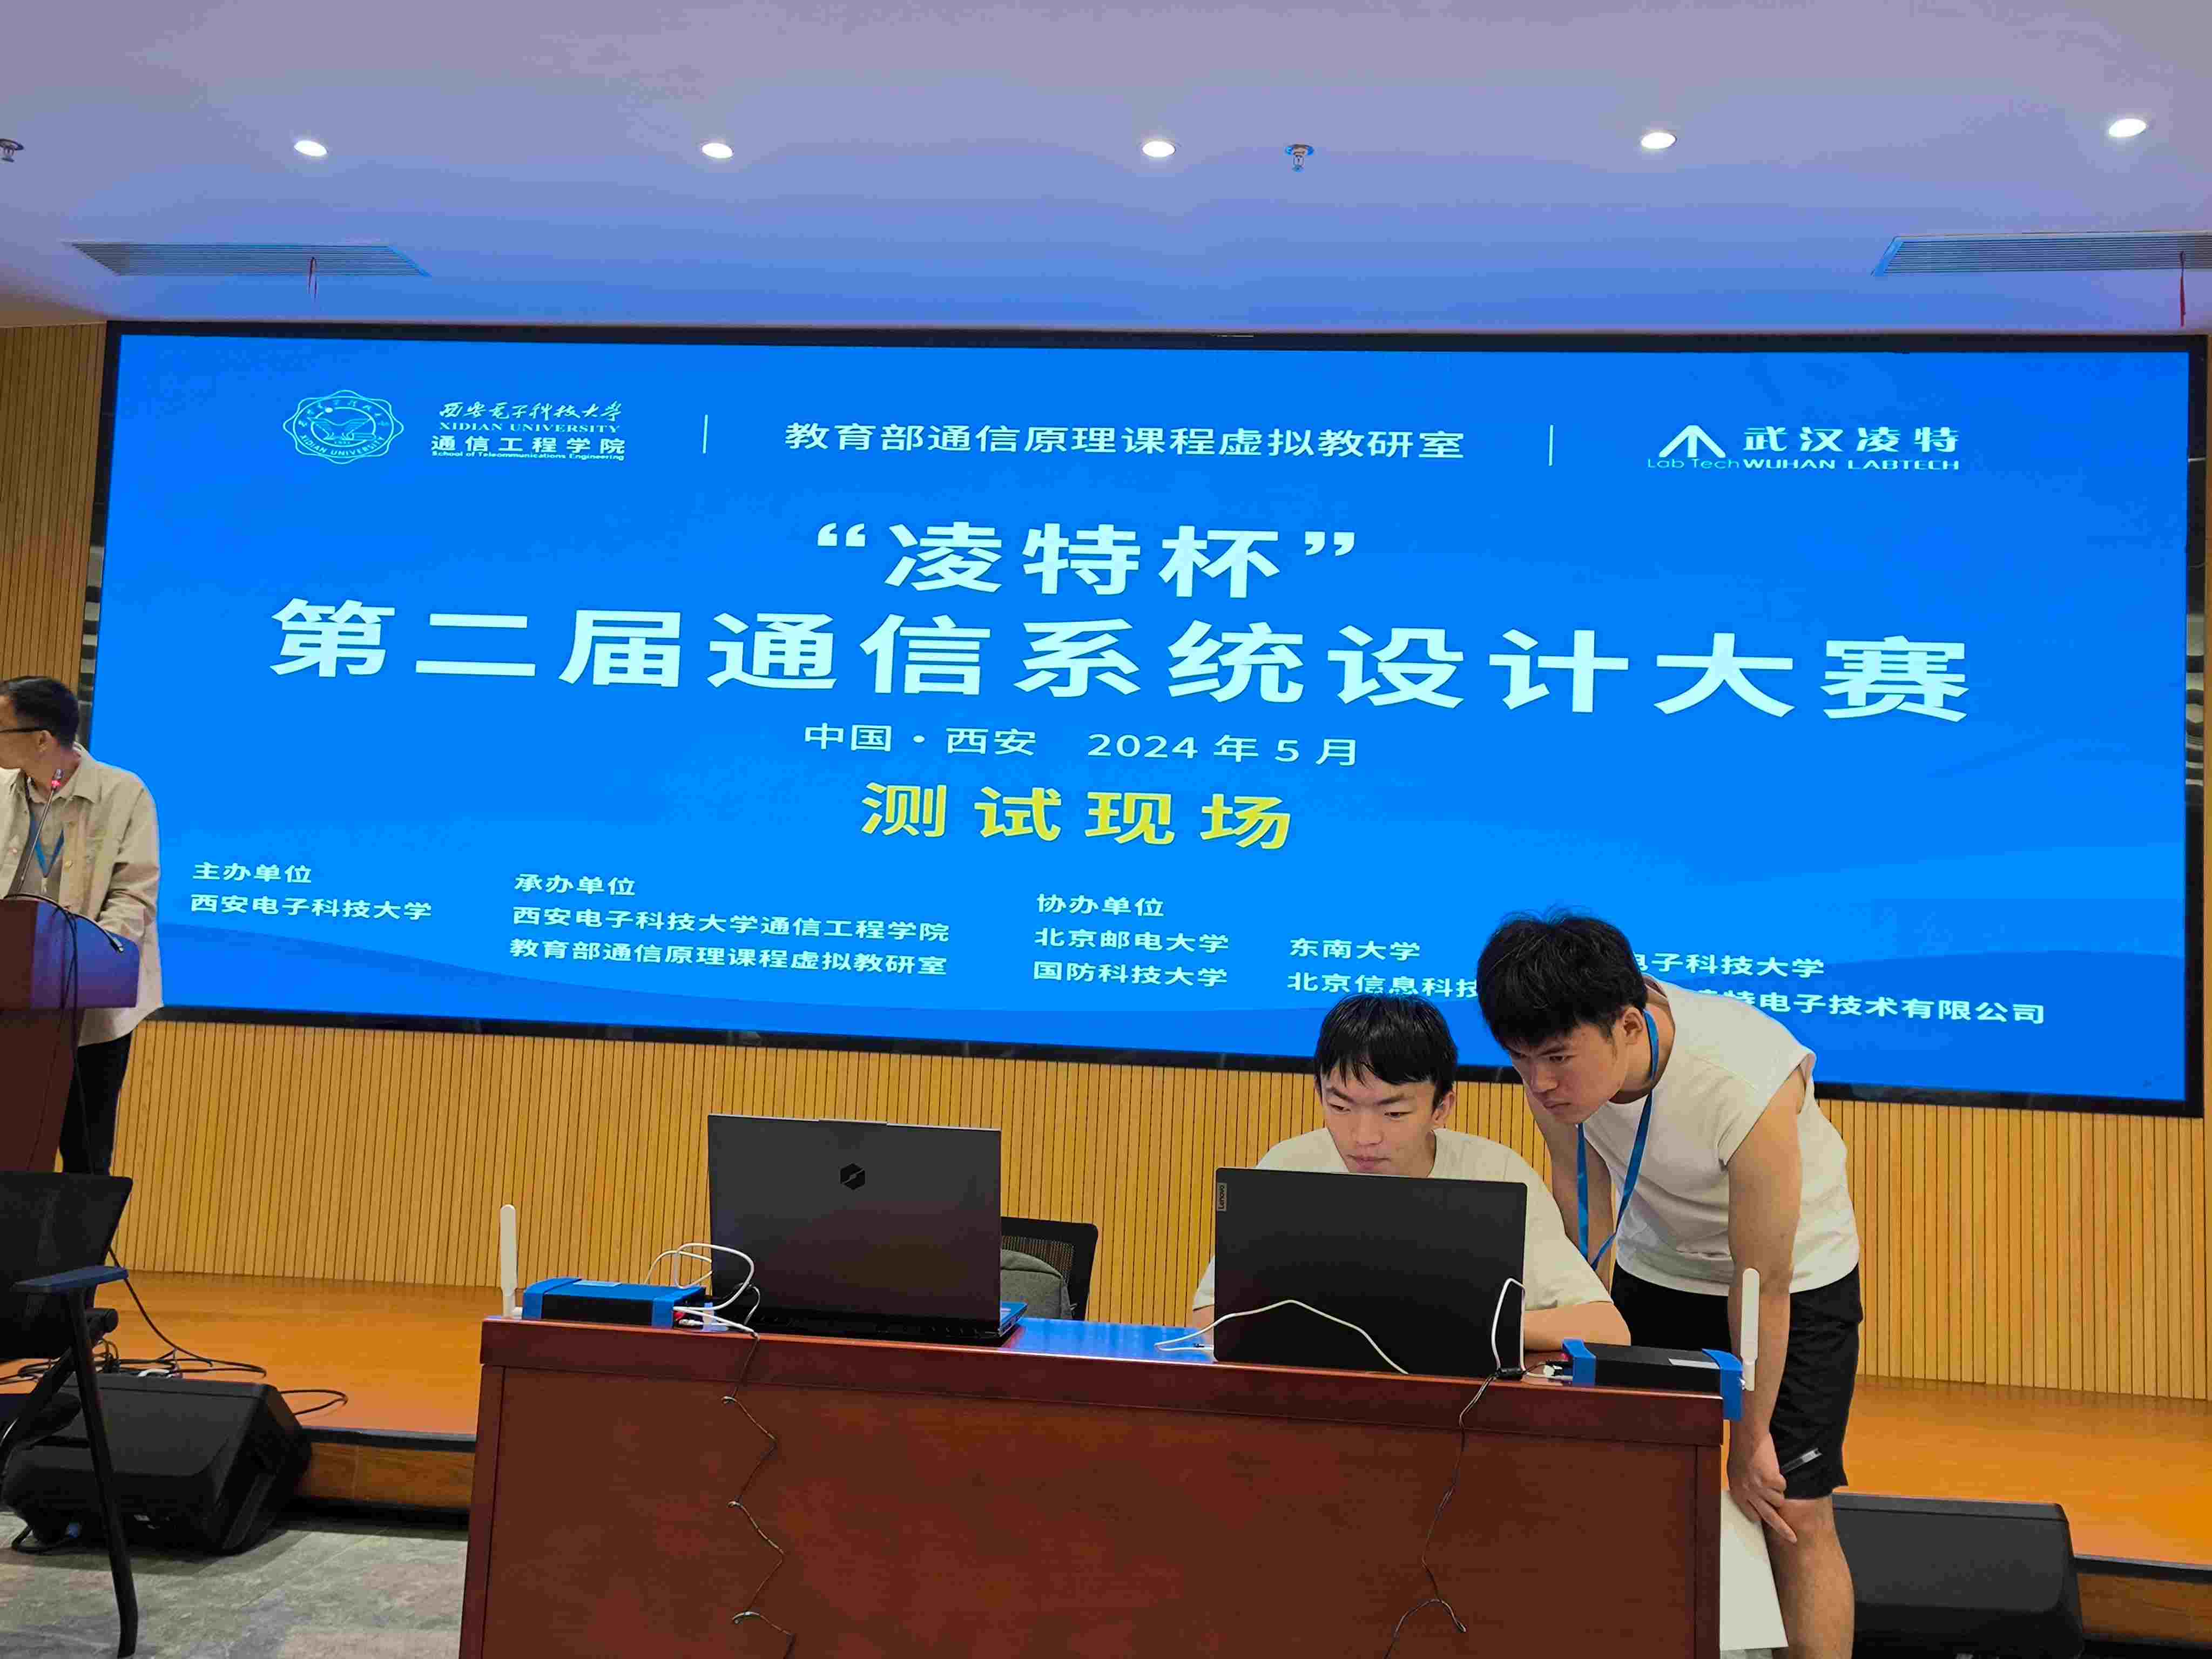 西安电子科技大学
XIDIAN UNIVERSITY
通信工程学院
School of Telecommunications Engineering
教育部通信原理课程虚拟教研室
武汉凌特
Lab Tech WUHAN LABTECH
“凌特杯”
第二届通信系统设计大赛
中国·西安 2024年5月
测试现场
主办单位
西安电子科技大学
承办单位
西安电子科技大学通信工程学院
教育部通信原理课程虚拟教研室
协办单位
北京邮电大学 东南大学 电子科技大学
国防科技大学 北京信息科技 凌特电子技术有限公司
Lenovo